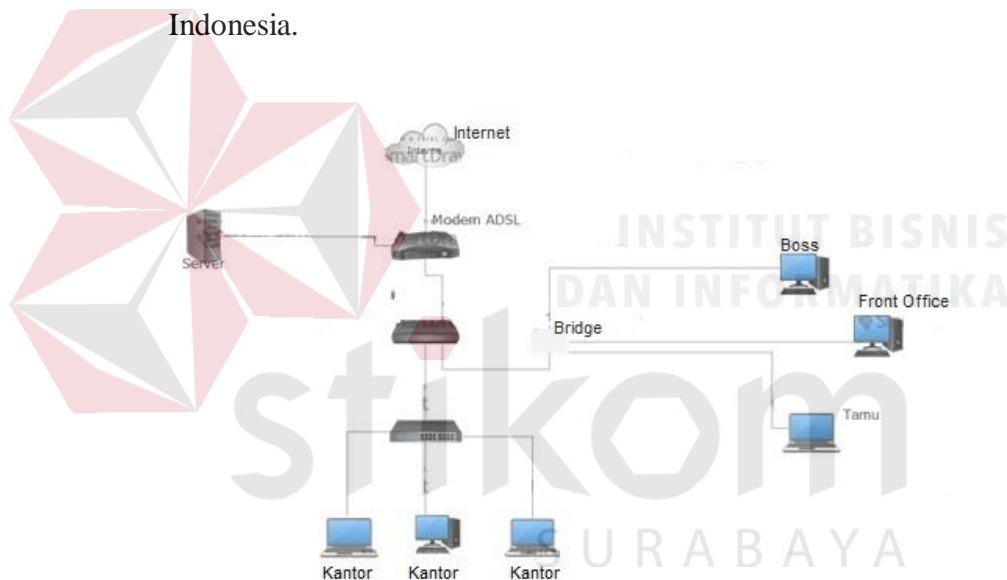 Indonesia.
Internet
Modem ADSL
Server
INSTITUT BISNIS
DAN INFORMATIKA
Boss
Front Office
Bridge
Tamu
stikom
SURABAYA
Kantor Kantor Kantor